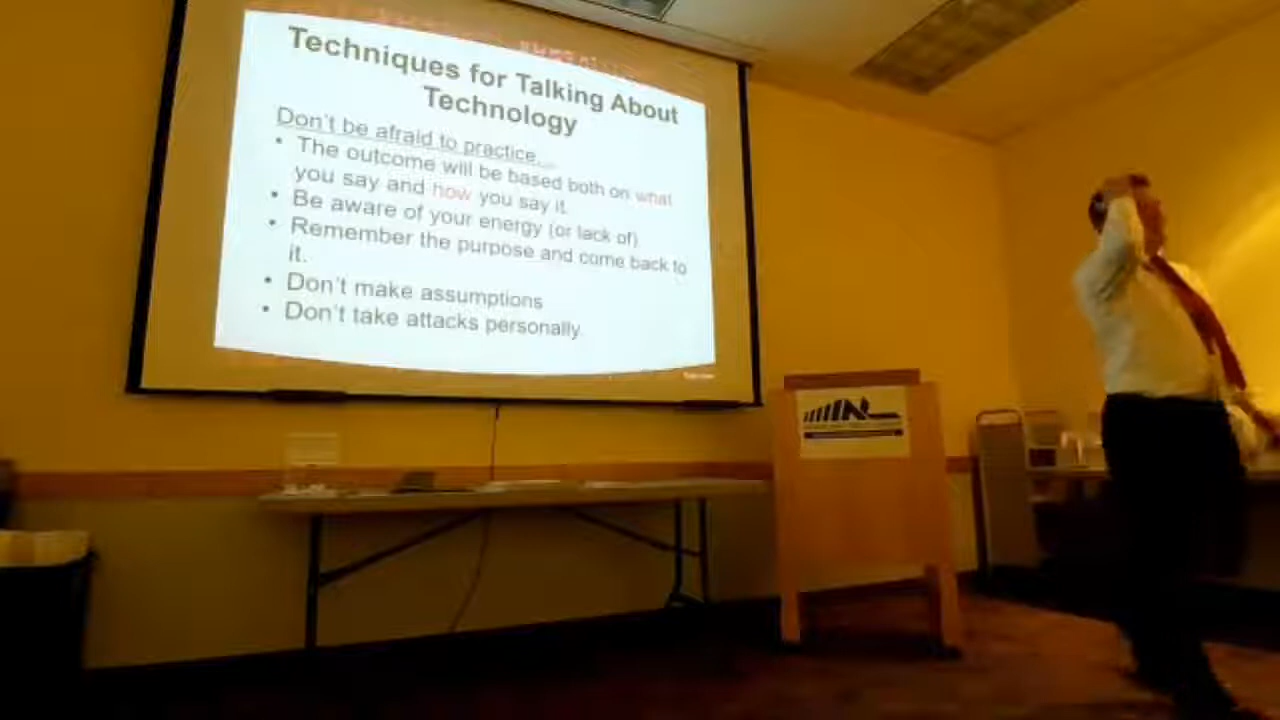 Techniques for Talking About
Technology
Don't be afraid to practice...
• The outcome will be based both on what
you say and how you say it.
• Be aware of your energy (or lack of)
• Remember the purpose and come back to
it.
• Don't make assumptions
• Don't take attacks personally.